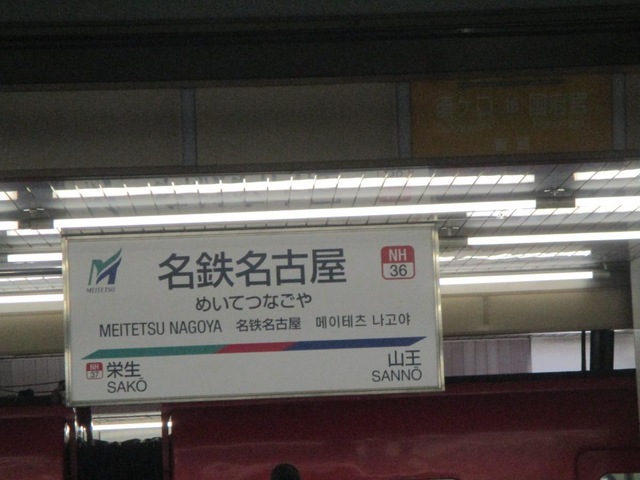 名鉄名古屋
NH
36
MEITETSU
めいてつなごや
MEITETSU NAGOYA 名鉄名古屋 메이테츠 나고야
NH
37
栄生
SAKŌ
山王
SANNŌ